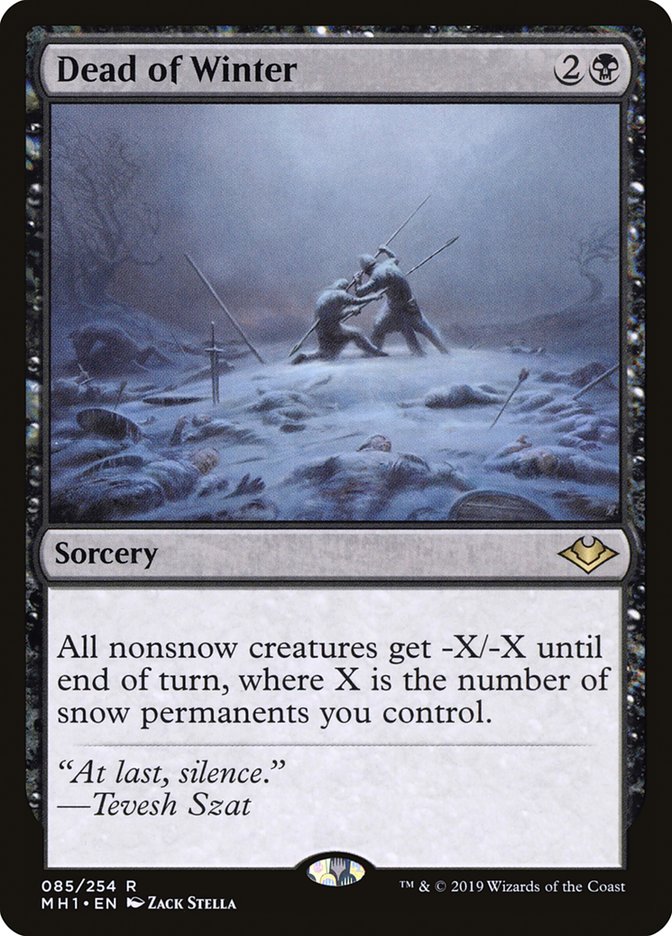 Dead of Winter 2
Sorcery
All nonsnow creatures get -X/-X until
end of turn, where X is the number of
snow permanents you control.
“At last, silence.”
—Tevesh Szat
085/254 R
MH1 • EN Zack Stella
™ & © 2019 Wizards of the Coast